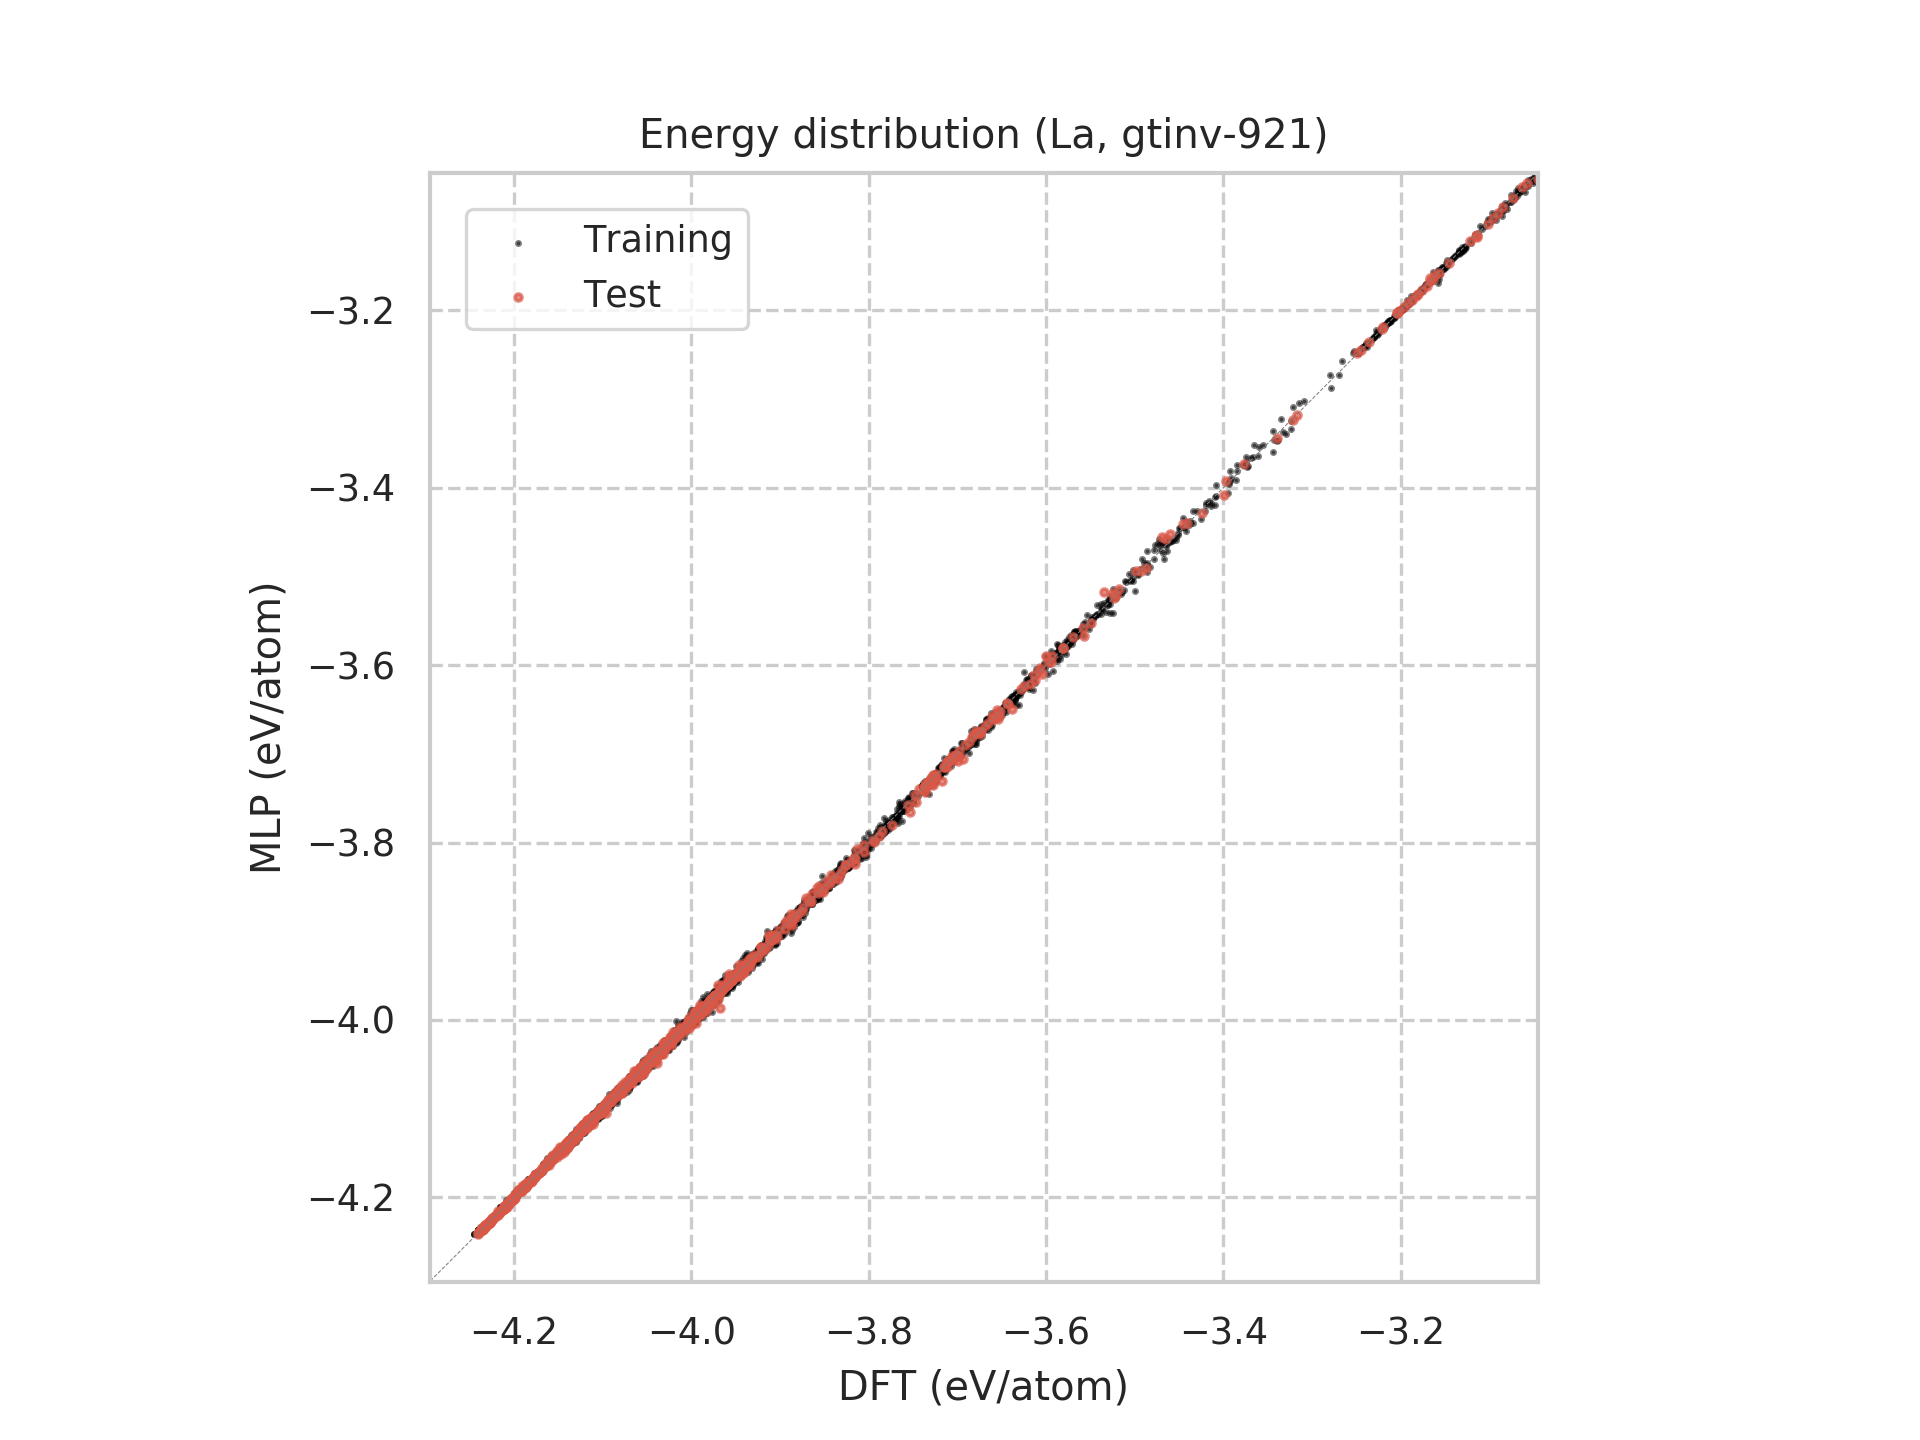 Energy distribution (La, gtinv-921)
Training
Test
MLP (eV/atom)
−3.2
−3.4
−3.6
−3.8
−4.0
−4.2
−4.2 −4.0 −3.8 −3.6 −3.4 −3.2
DFT (eV/atom)